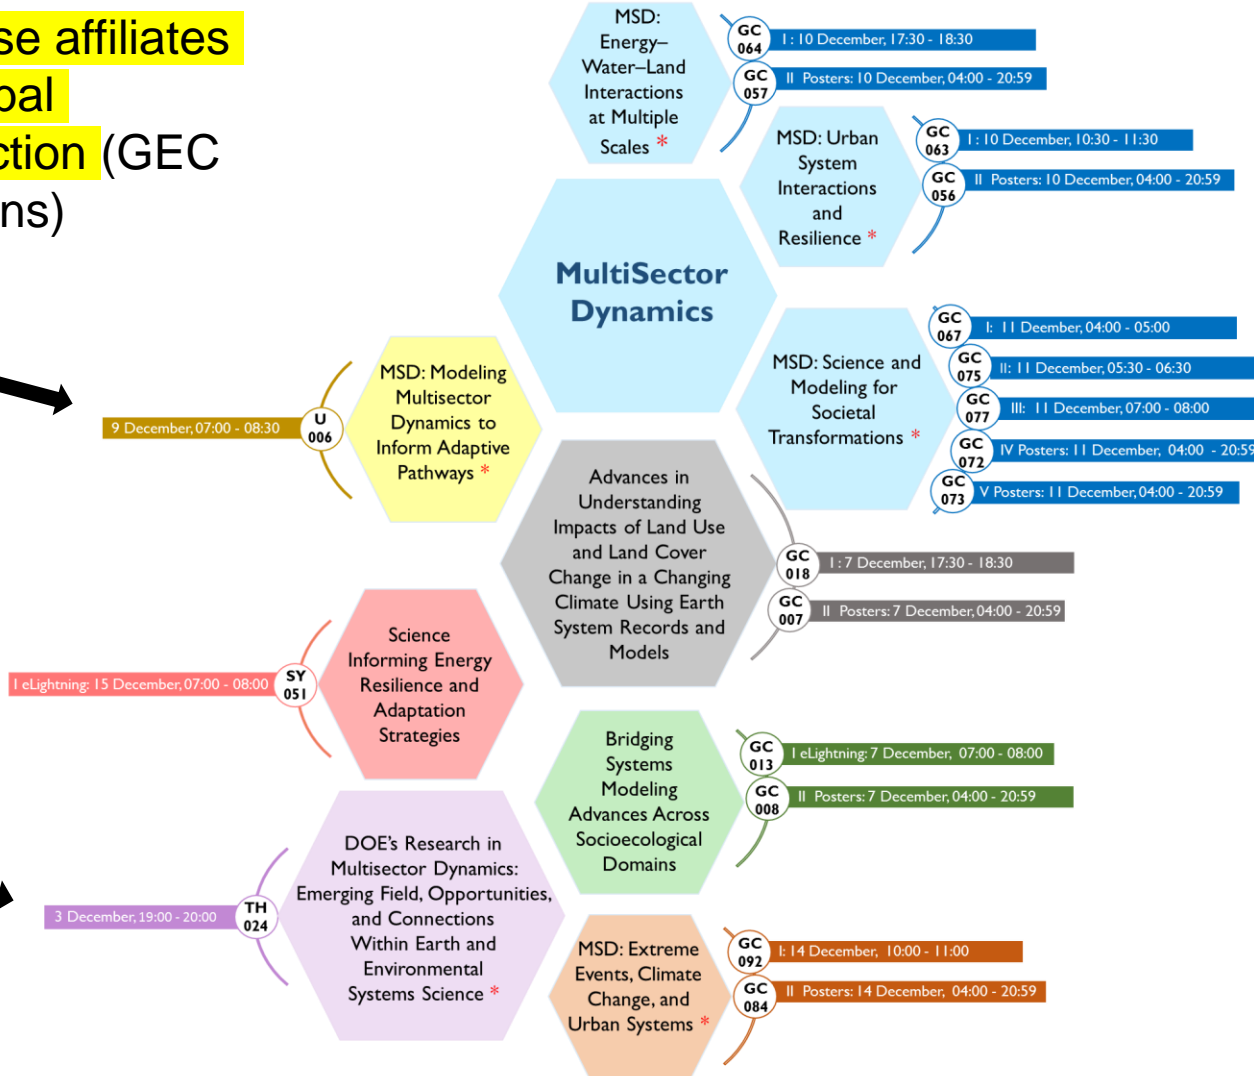 se affiliates
bal
ction (GEC
ns)
MSD:
Energy–
Water–Land
Interactions
at Multiple
Scales *
GC
064
I : 10 December, 17:30 - 18:30
GC
057
II Posters: 10 December, 04:00 - 20:59
MSD: Urban
System
Interactions
and
Resilience *
GC
063
I : 10 December, 10:30 - 11:30
GC
056
II Posters: 10 December, 04:00 - 20:59
MultiSector
Dynamics
MSD: Science and
Modeling for
Societal
Transformations *
GC
067
I: 11 Deember, 04:00 - 05:00
GC
075
II: 11 December, 05:30 - 06:30
GC
077
III: 11 December, 07:00 - 08:00
GC
072
IV Posters: 11 December, 04:00 - 20:59
GC
073
V Posters: 11 December, 04:00 - 20:59
MSD: Modeling
Multisector
Dynamics to
Inform Adaptive
Pathways *
U
006
9 December, 07:00 - 08:30
Advances in
Understanding
Impacts of Land Use
and Land Cover
Change in a Changing
Climate Using Earth
System Records and
Models
GC
018
I : 7 December, 17:30 - 18:30
GC
007
II Posters: 7 December, 04:00 - 20:59
Science
Informing Energy
Resilience and
Adaptation
Strategies
SY
051
I eLightning: 15 December, 07:00 - 08:00
Bridging
Systems
Modeling
Advances Across
Socioecological
Domains
GC
013
I eLightning: 7 December, 07:00 - 08:00
GC
008
II Posters: 7 December, 04:00 - 20:59
DOE's Research in
Multisector Dynamics:
Emerging Field, Opportunities,
and Connections
Within Earth and
Environmental
Systems Science *
TH
024
3 December, 19:00 - 20:00
MSD: Extreme
Events, Climate
Change, and
Urban Systems *
GC
092
I: 14 December, 10:00 - 11:00
GC
084
II Posters: 14 December, 04:00 - 20:59